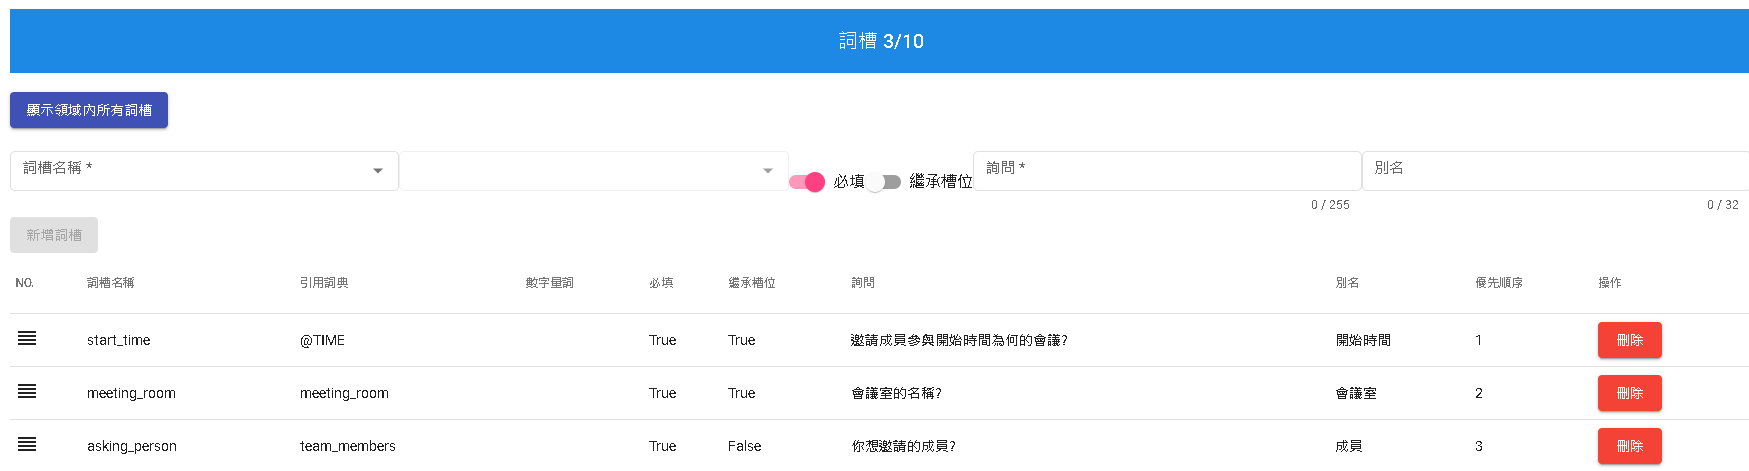 詞槽 3/10
顯示領域內所有詞槽
詞槽名稱 * 必填 繼承槽位 詢問 * 別名
0 / 255 0 / 32
新增詞槽
NO. 詞槽名稱 引用詞典 數字量詞 必填 繼承槽位 詢問 別名 優先順序 操作
start_time @TIME True True 邀請成員參與開始時間為何的會議? 開始時間 1 刪除
meeting_room meeting_room True True 會議室的名稱? 會議室 2 刪除
asking_person team_members True False 你想邀請的成員? 成員 3 刪除